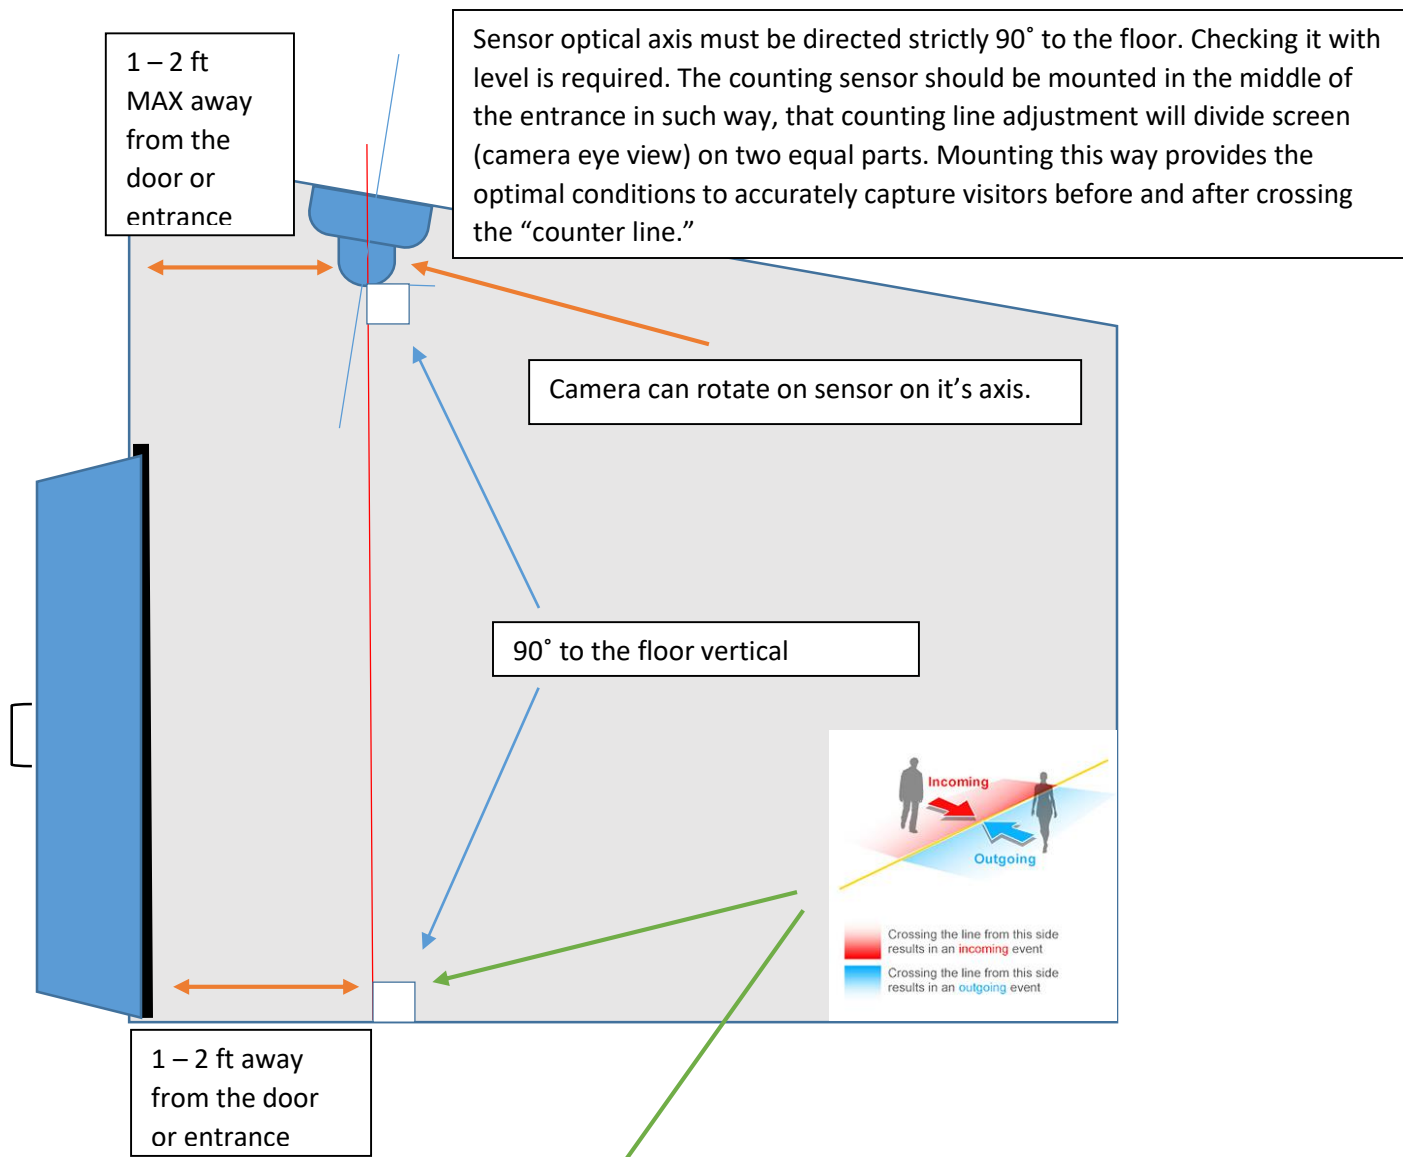 1 – 2 ft
MAX away
from the
door or
entrance
Sensor optical axis must be directed strictly 90˚ to the floor. Checking it with
level is required. The counting sensor should be mounted in the middle of
the entrance in such way, that counting line adjustment will divide screen
(camera eye view) on two equal parts. Mounting this way provides the
optimal conditions to accurately capture visitors before and after crossing
the “counter line.”
Camera can rotate on sensor on it’s axis.
90˚ to the floor vertical
Incoming
Outgoing
Crossing the line from this side
results in an incoming event
Crossing the line from this side
results in an outgoing event
1 – 2 ft away
from the door
or entrance